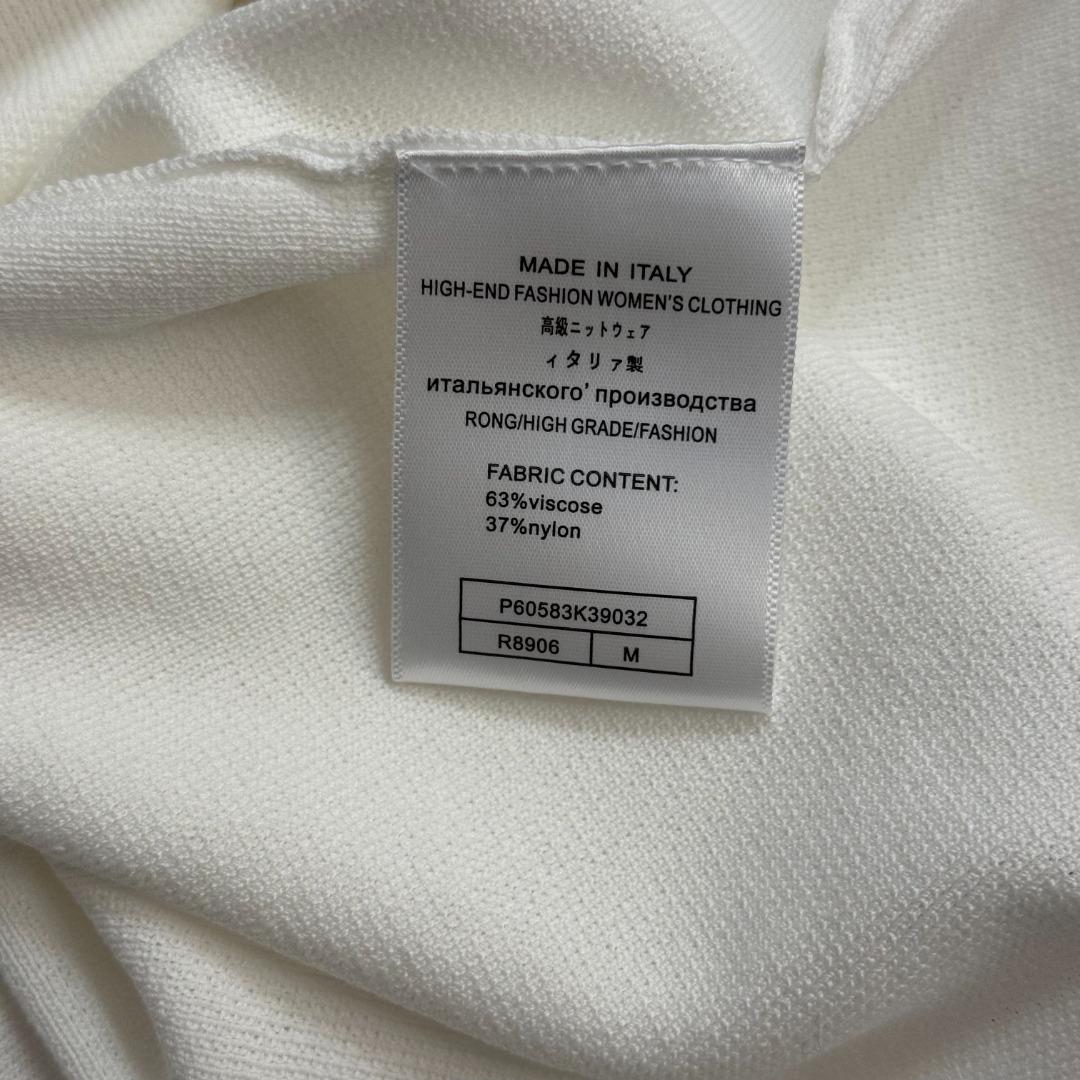 MADE IN ITALY
HIGH-END FASHION WOMEN'S CLOTHING
高級ニットウェア
ィタリァ製
итальянского' производства
RONG/HIGH GRADE/FASHION
FABRIC CONTENT:
63%viscose
37%nylon
P60583K39032
R8906 M